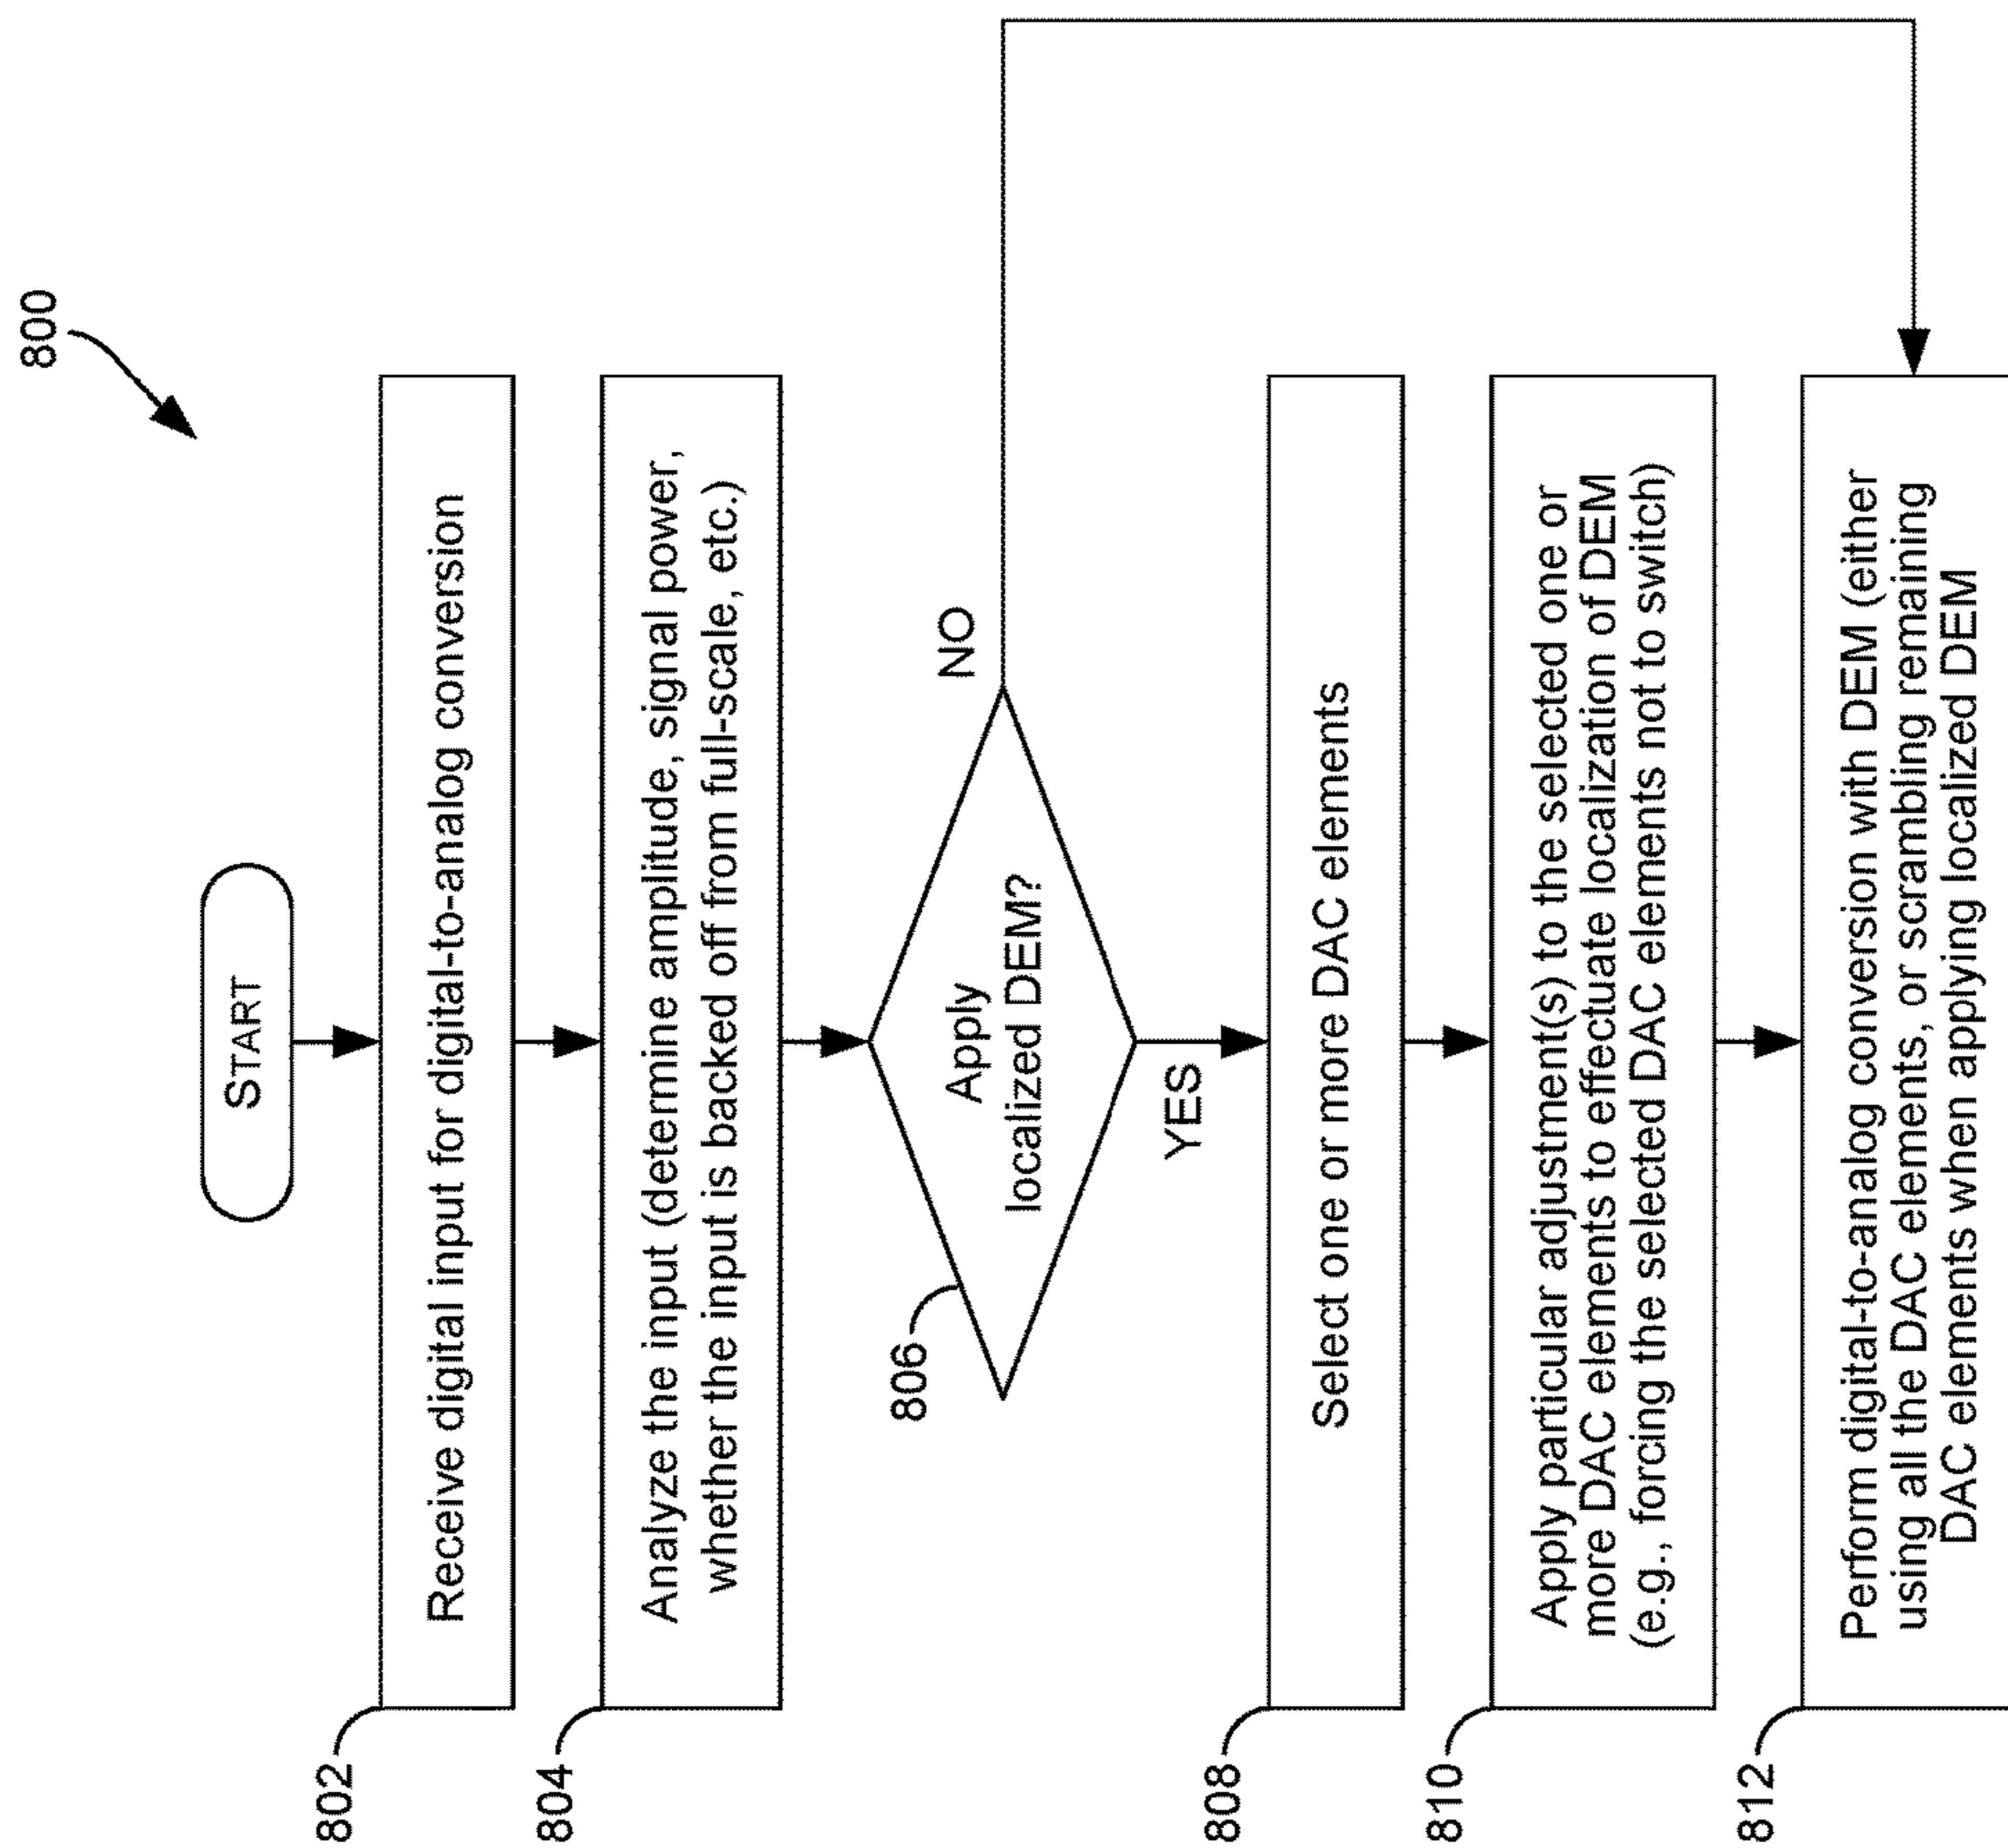 800
START
802
Receive digital input for digital-to-analog conversion
804
Analyze the input (determine amplitude, signal power,
whether the input is backed off from full-scale, etc.)
806
Apply
localized DEM?
NO
YES
808
Select one or more DAC elements
810
Apply particular adjustment(s) to the selected one or
more DAC elements to effectuate localization of DEM
(e.g., forcing the selected DAC elements not to switch)
812
Perfom digital-to-analog conversion with DEM (either
using all the DAC elements, or scrambling remaining
DAC elements when applying localized DEM